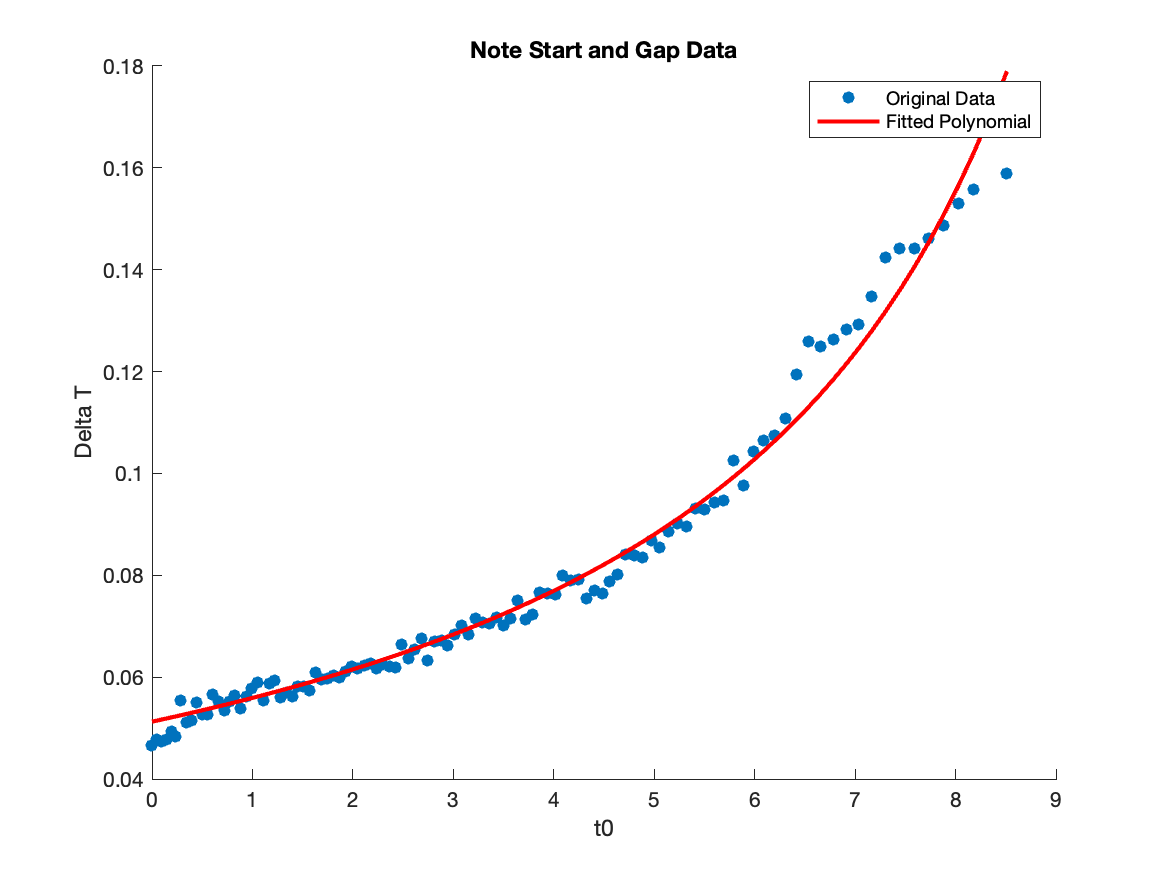 Note Start and Gap Data
Original Data
Fitted Polynomial
0.18
0.16
0.14
0.12
0.1
0.08
0.06
0.04
Delta T
0 1 2 3 4 5 6 7 8 9
t0